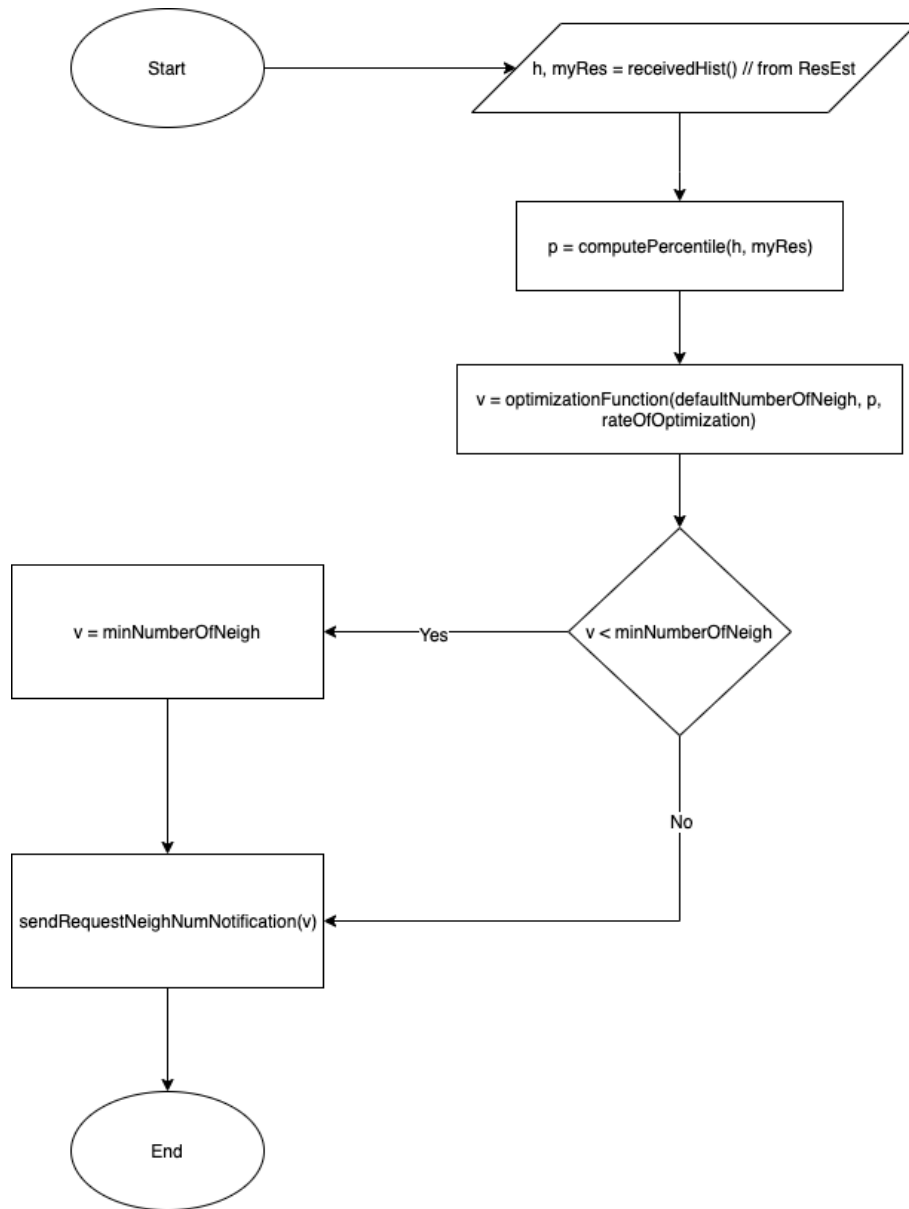 Start
h, myRes = receivedHist() // from ResEst
p = computePercentile(h, myRes)
v = optimizationFunction(defaultNumberOfNeigh, p,
rateOfOptimization)
v < minNumberOfNeigh
Yes
v = minNumberOfNeigh
No
sendRequestNeighNumNotification(v)
End